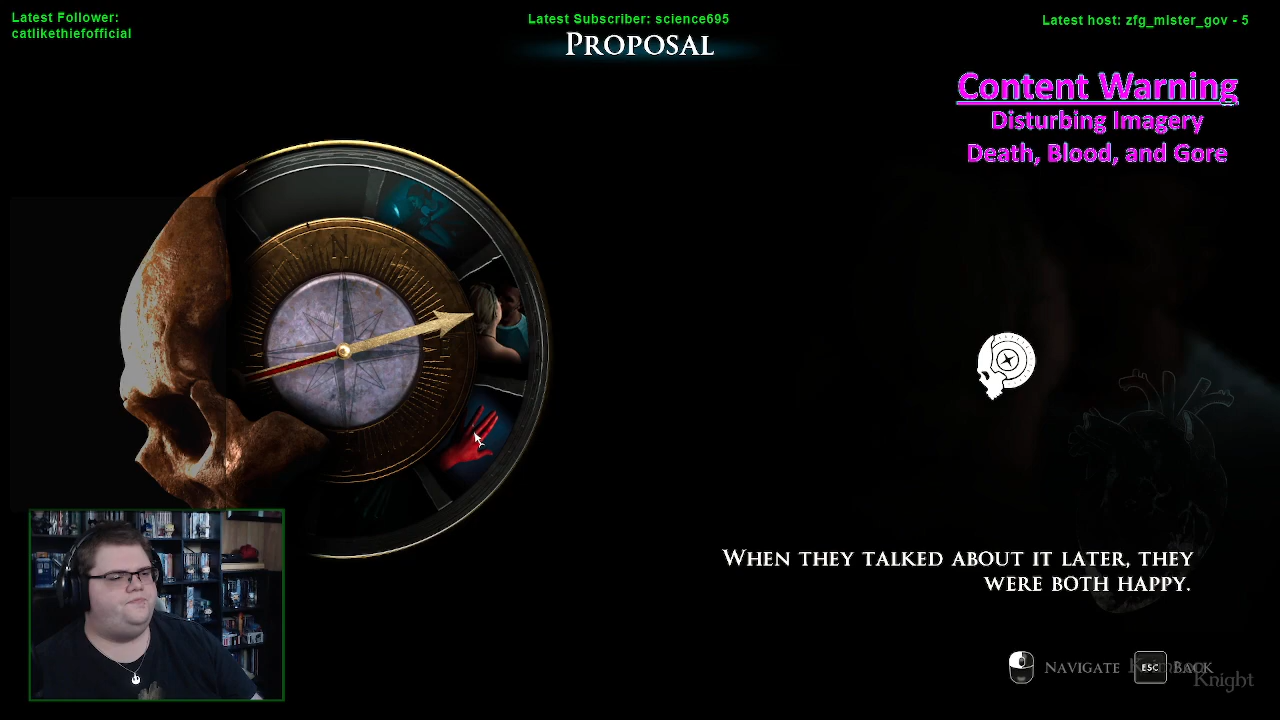 Latest Follower:
catlikethiefofficial
Latest Subscriber: science695
Latest host: zfg_mister_gov - 5
Proposal
Content Warning
Disturbing Imagery
Death, Blood, and Gore
N
When they talked about it later, they
were both happy.
Navigate
ESC
Back
Knight